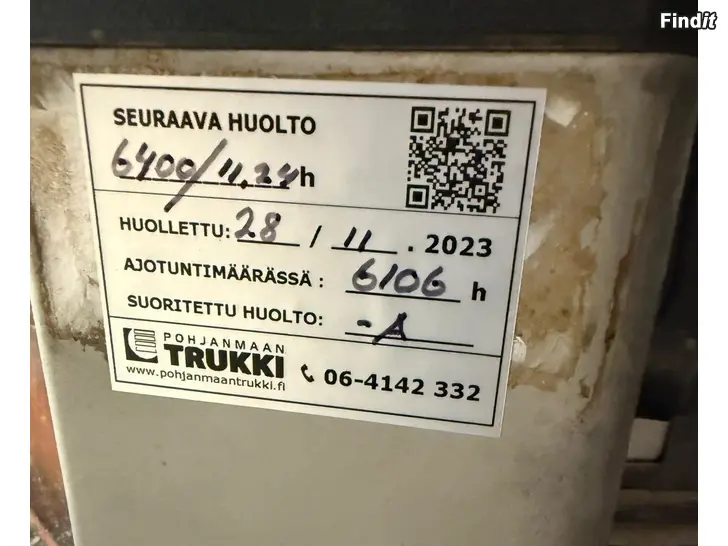 Findit
SEURAAVA HUOLTO
6400/11.24h
HUOLLETTU: 28 / 11 . 2023
AJOTUNTIMÄÄRÄSSÄ : 6106 h
SUORITETTU HUOLTO: -A
POHJANMAAN
TRUKKI
www.pohjanmaantrukki.fi
06-4142 332